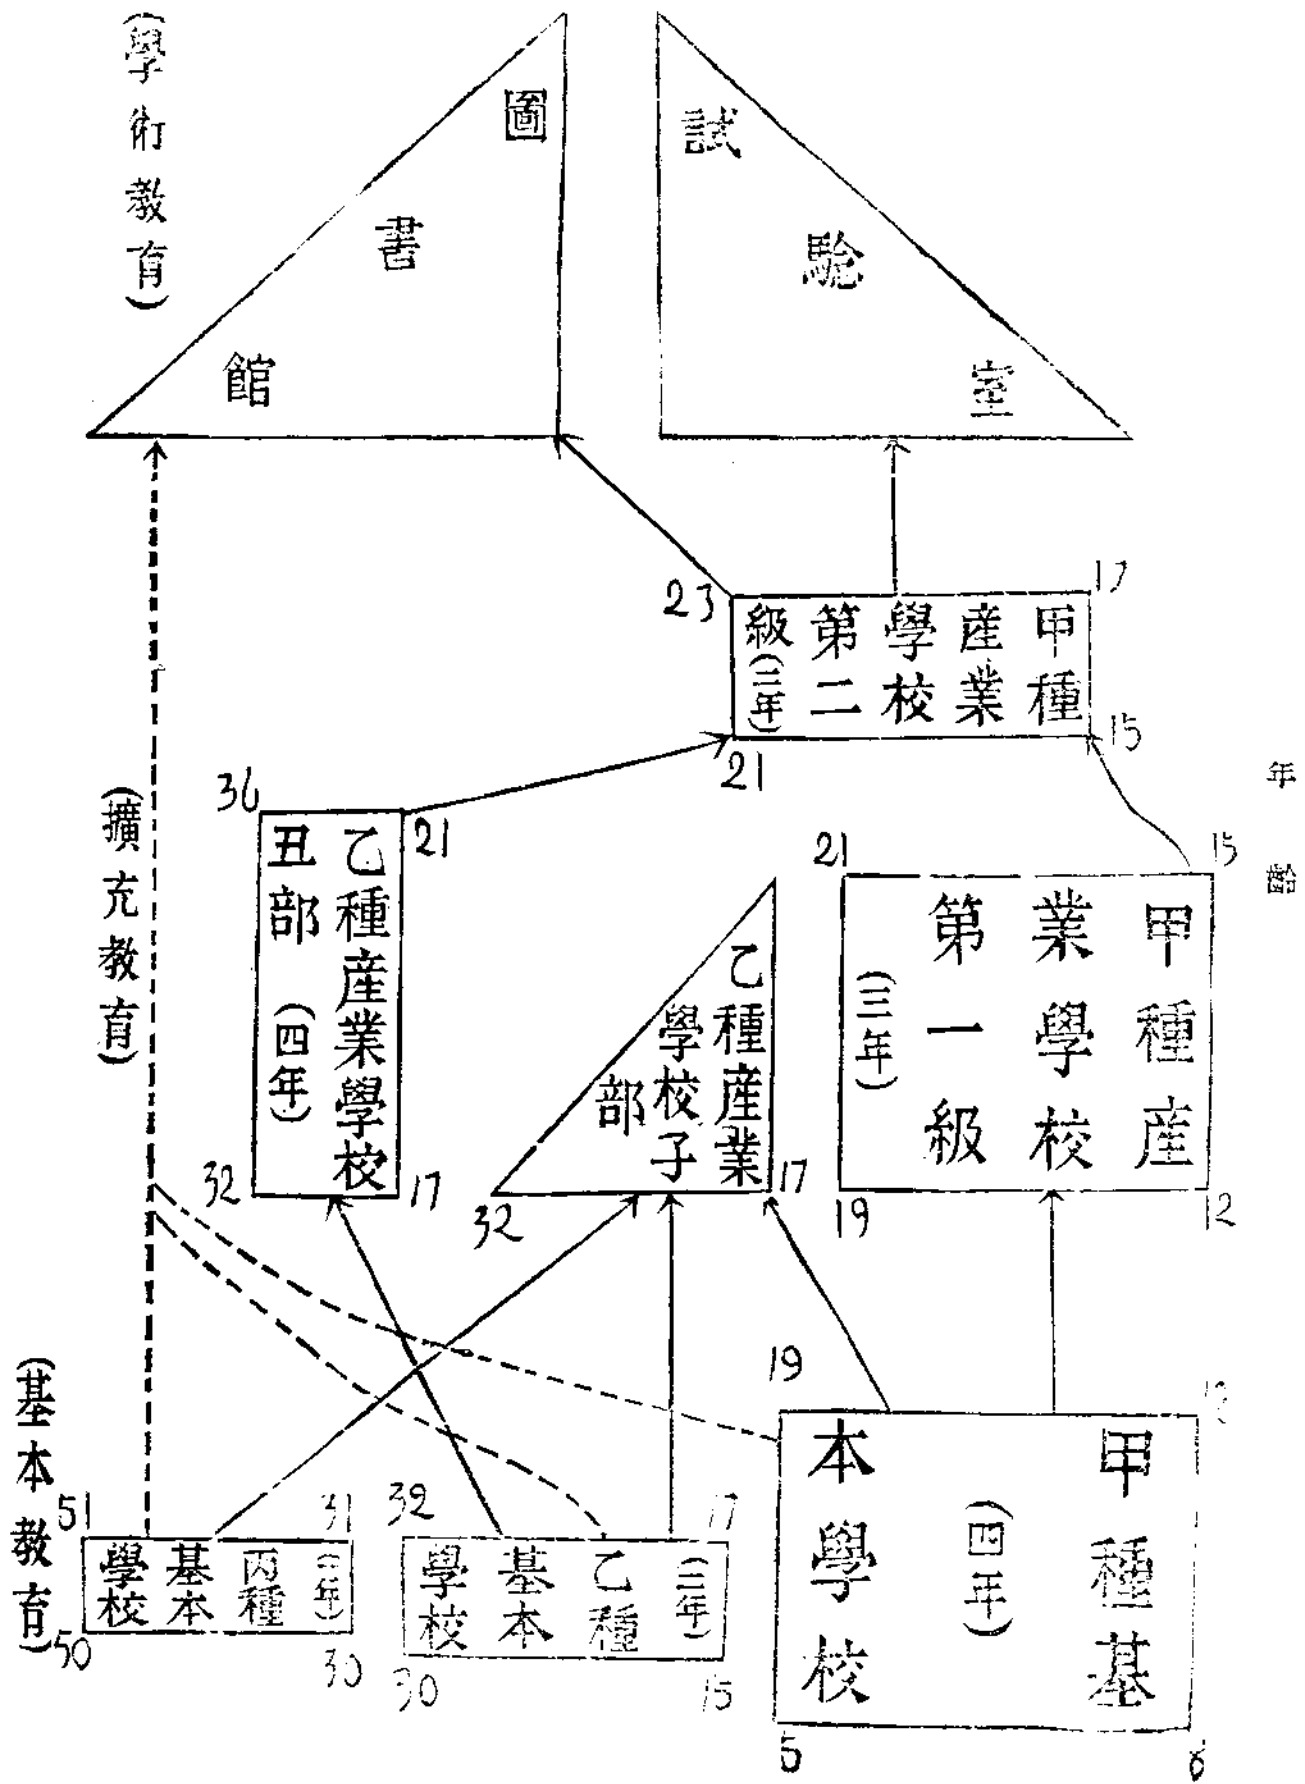 (學術教育)
圖書館
試驗室
23
17
甲種
產業
學校
第二
級(二年)
15
21
年齡
36
21
乙種產業學校
丑部(四年)
32
17
(擴充教育)
乙種產業
學校子
部
32
17
21
15
甲種產
業學校
第一級
(三年)
19
12
(基本教育)
51
31
(一年)
丙種
基本
學校
50
30
32
17
(二年)
乙種
基本
學校
30
15
19
12
甲種基
(四年)
本學校